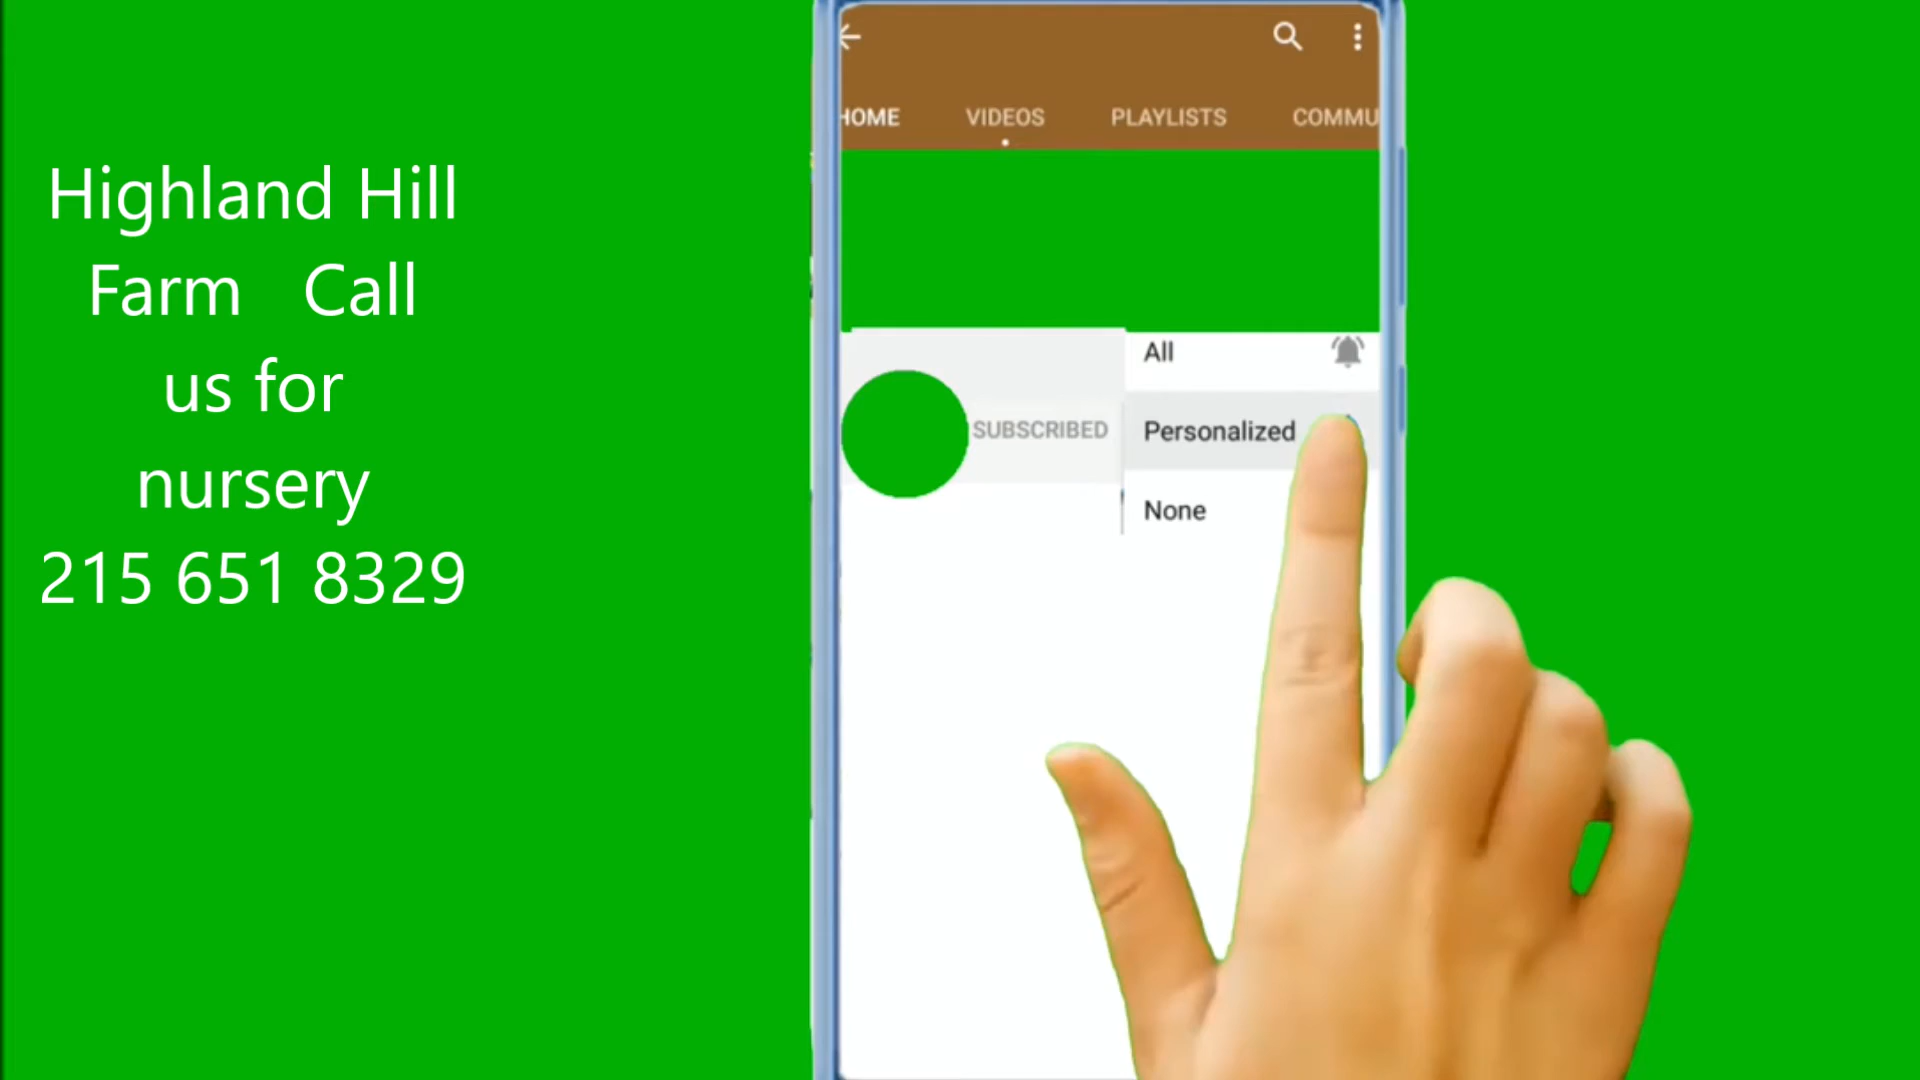 Highland Hill
Farm Call
us for
nursery
215 651 8329
HOME VIDEOS PLAYLISTS COMMU
All
SUBSCRIBED
Personalized
None